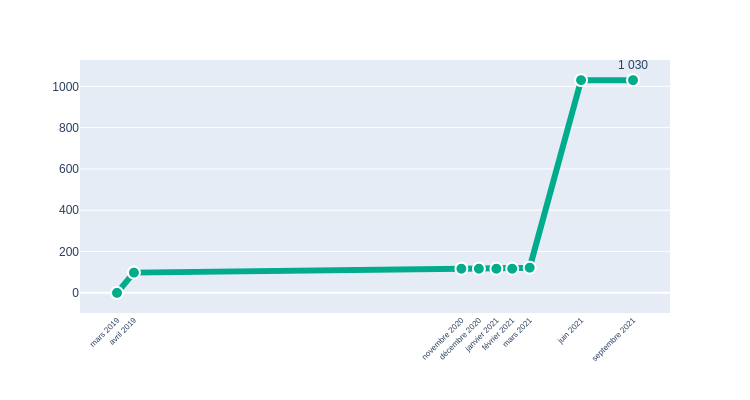 1 030
1000
800
600
400
200
0
mars 2019
avril 2019
novembre 2020
décembre 2020
janvier 2021
février 2021
mars 2021
juin 2021
septembre 2021